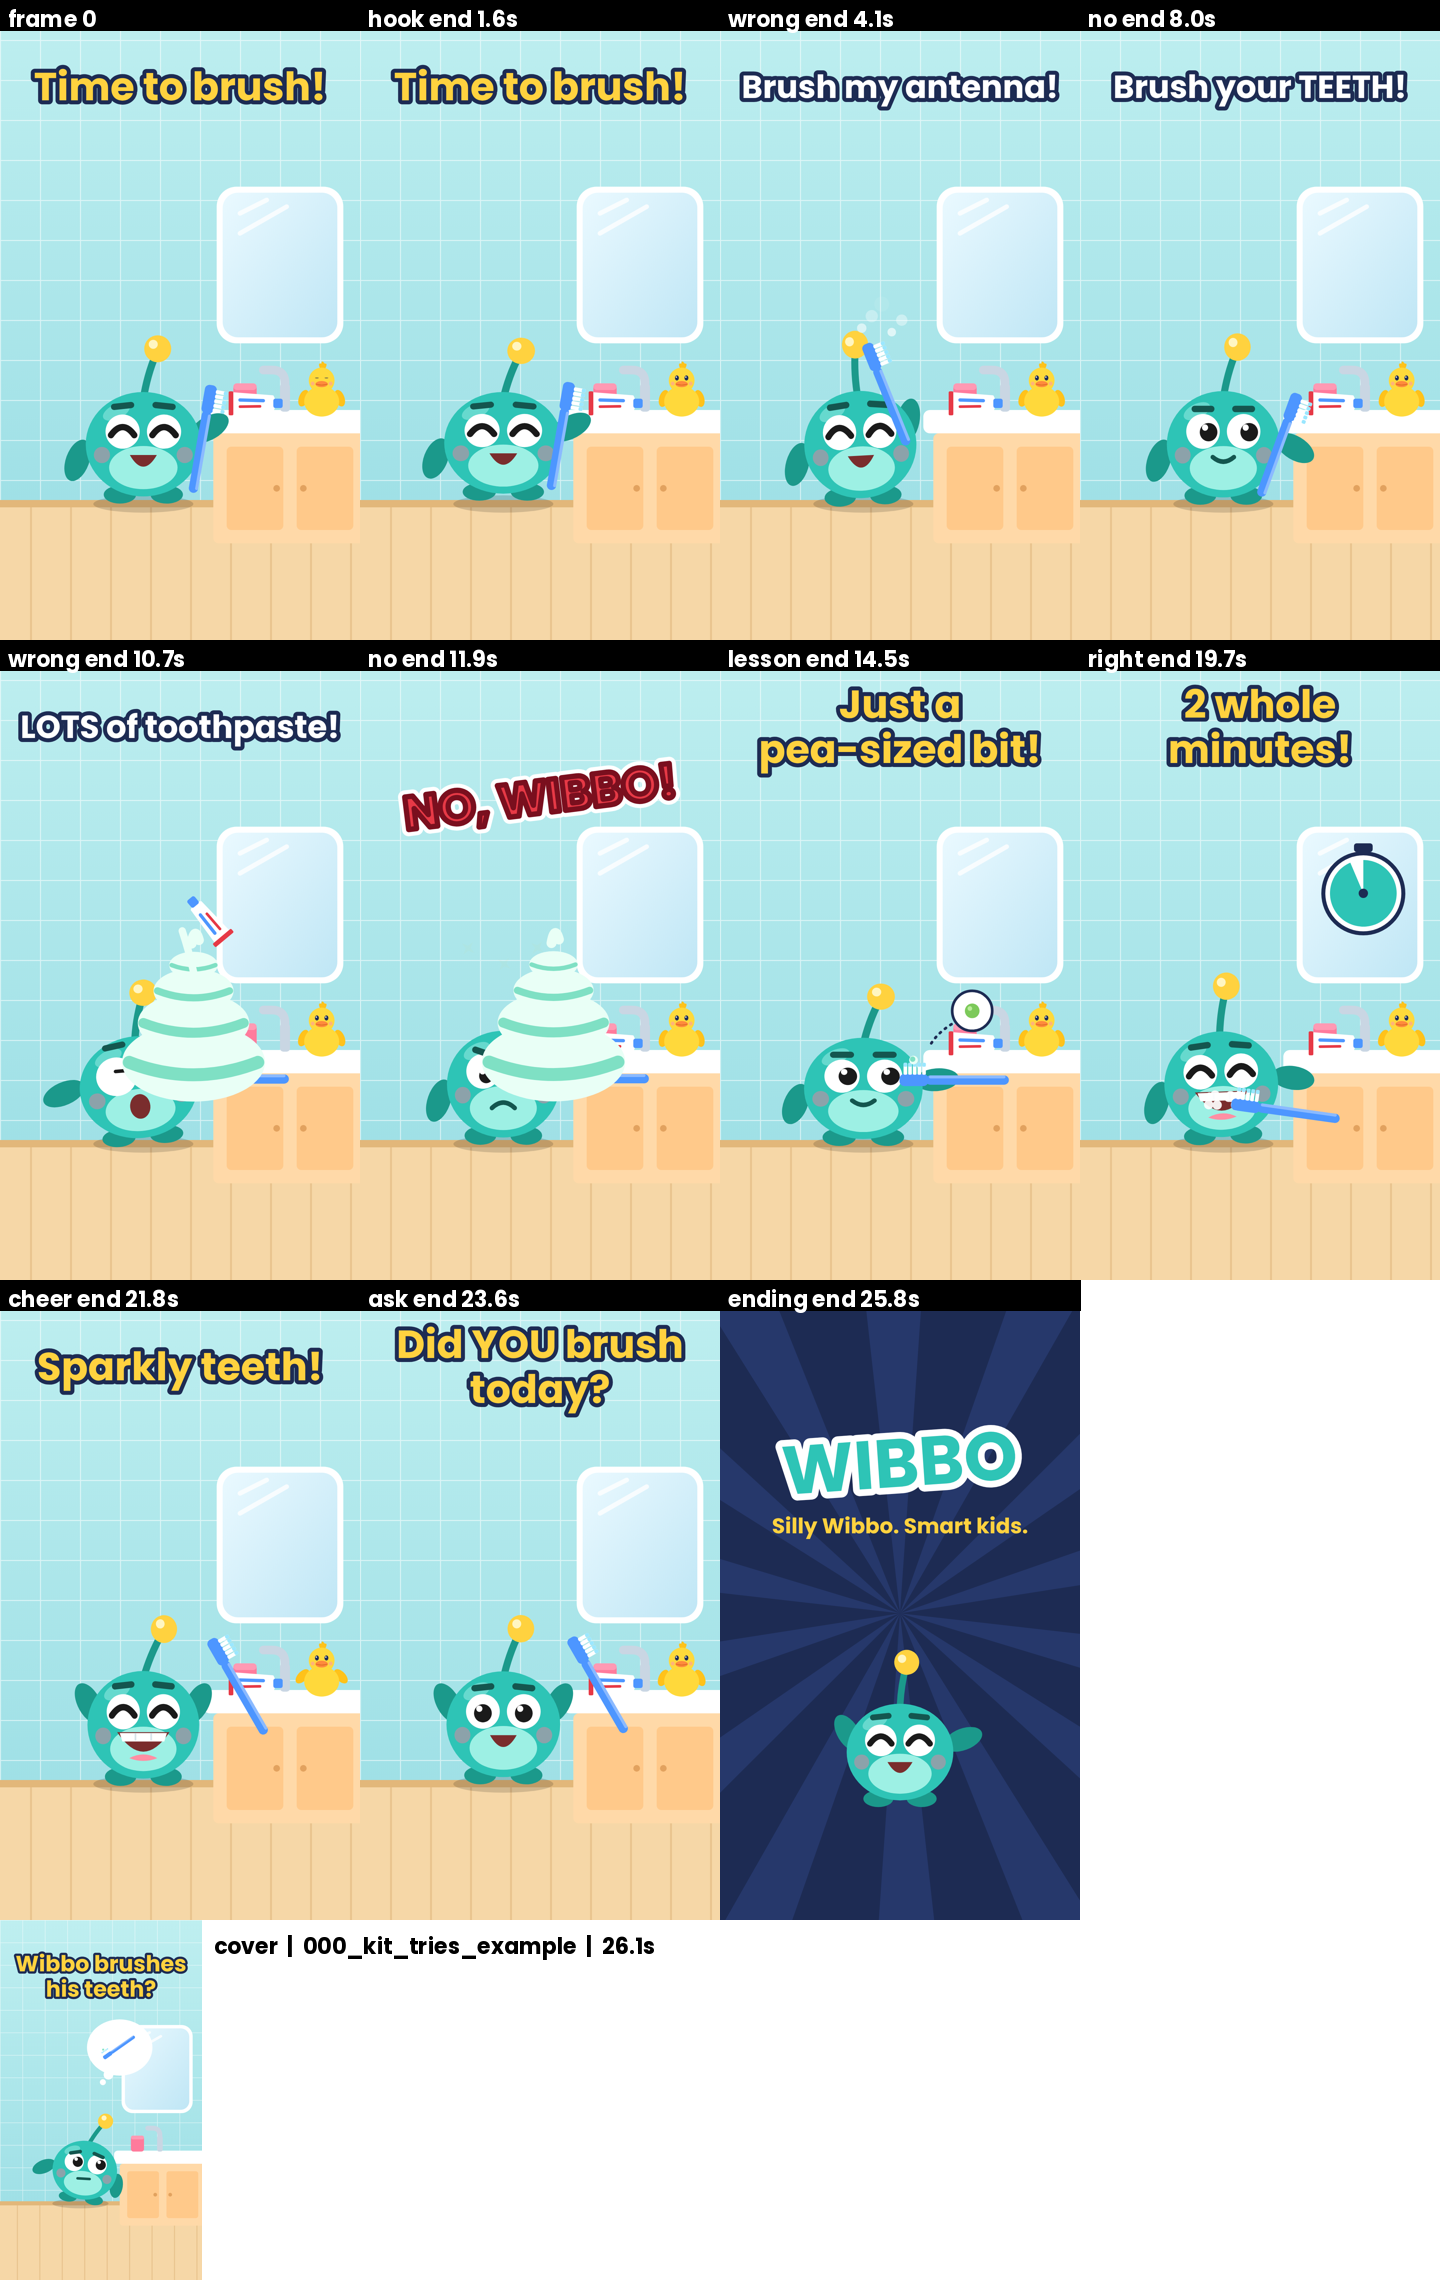 frame 0
hook end 1.6s
wrong end 4.1s
no end 8.0s
Time to brush!
Time to brush!
Brush my antenna!
Brush your TEETH!
wrong end 10.7s
no end 11.9s
lesson end 14.5s
right end 19.7s
LOTS of toothpaste!
NO, WIBBO!
Just a
pea-sized bit!
2 whole
minutes!
cheer end 21.8s
ask end 23.6s
ending end 25.8s
Sparkly teeth!
Did YOU brush
today?
WIBBO
Silly Wibbo. Smart kids.
cover | 000_kit_tries_example | 26.1s
Wibbo brushes
his teeth?